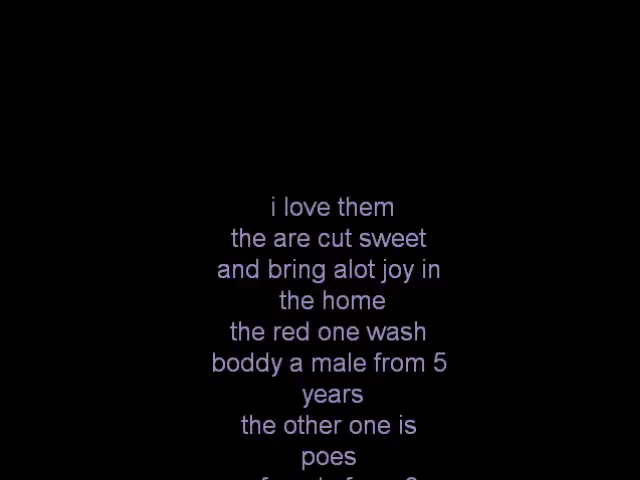 i love them
the are cut sweet
and bring alot joy in
the home
the red one wash
boddy a male from 5
years
the other one is
poes